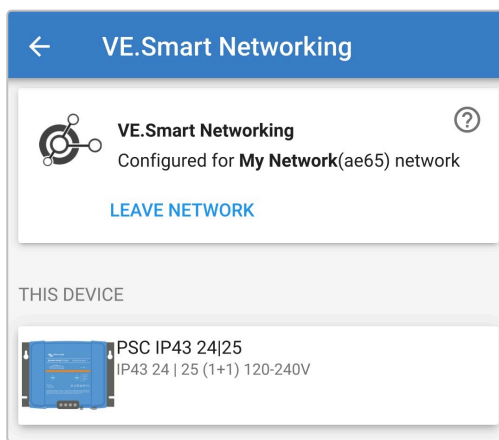 VE.Smart Networking
VE.Smart Networking
Configured for My Network(ae65) network
LEAVE NETWORK
THIS DEVICE
PSC IP43 24|25
IP43 24 | 25 (1+1) 120-240V